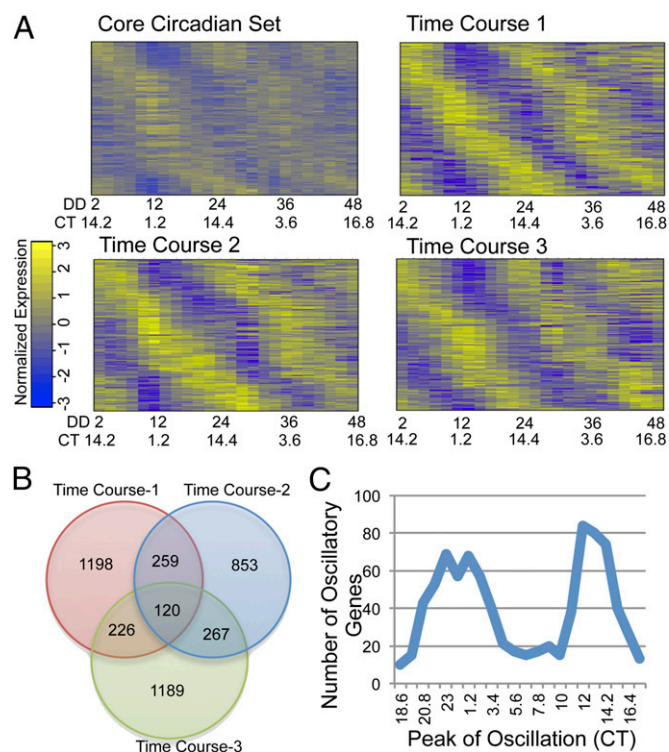 A
Core Circadian Set
Time Course 1
DD 2 12 24 36 48
CT 14.2 1.2 14.4 3.6 16.8
2 12 24 36 48
14.2 1.2 14.4 3.6 16.8
Time Course 2
Time Course 3
Normalized Expression
3
2
1
0
-1
-2
-3
DD 2 12 24 36 48
CT 14.2 1.2 14.4 3.6 16.8
2 12 24 36 48
14.2 1.2 14.4 3.6 16.8
B
Time Course-1
Time Course-2
1198
259
853
120
226
267
1189
Time Course-3
C
Number of Oscillatory
Genes
100
80
60
40
20
0
18.6 20.8 23 1.2 3.4 5.6 7.8 10 12 14.2 16.4
Peak of Oscillation (CT)